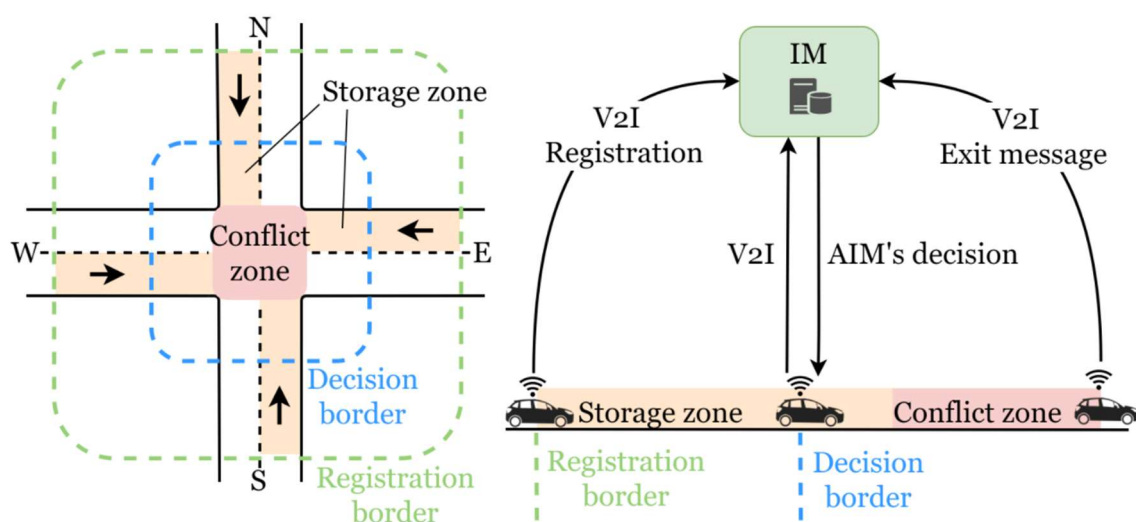 N
Storage zone
W
Conflict
zone
E
Decision
border
Registration
border
S
IM
V2I
Registration
V2I
Exit message
V2I
AIM's decision
Storage zone
Conflict zone
Registration
border
Decision
border